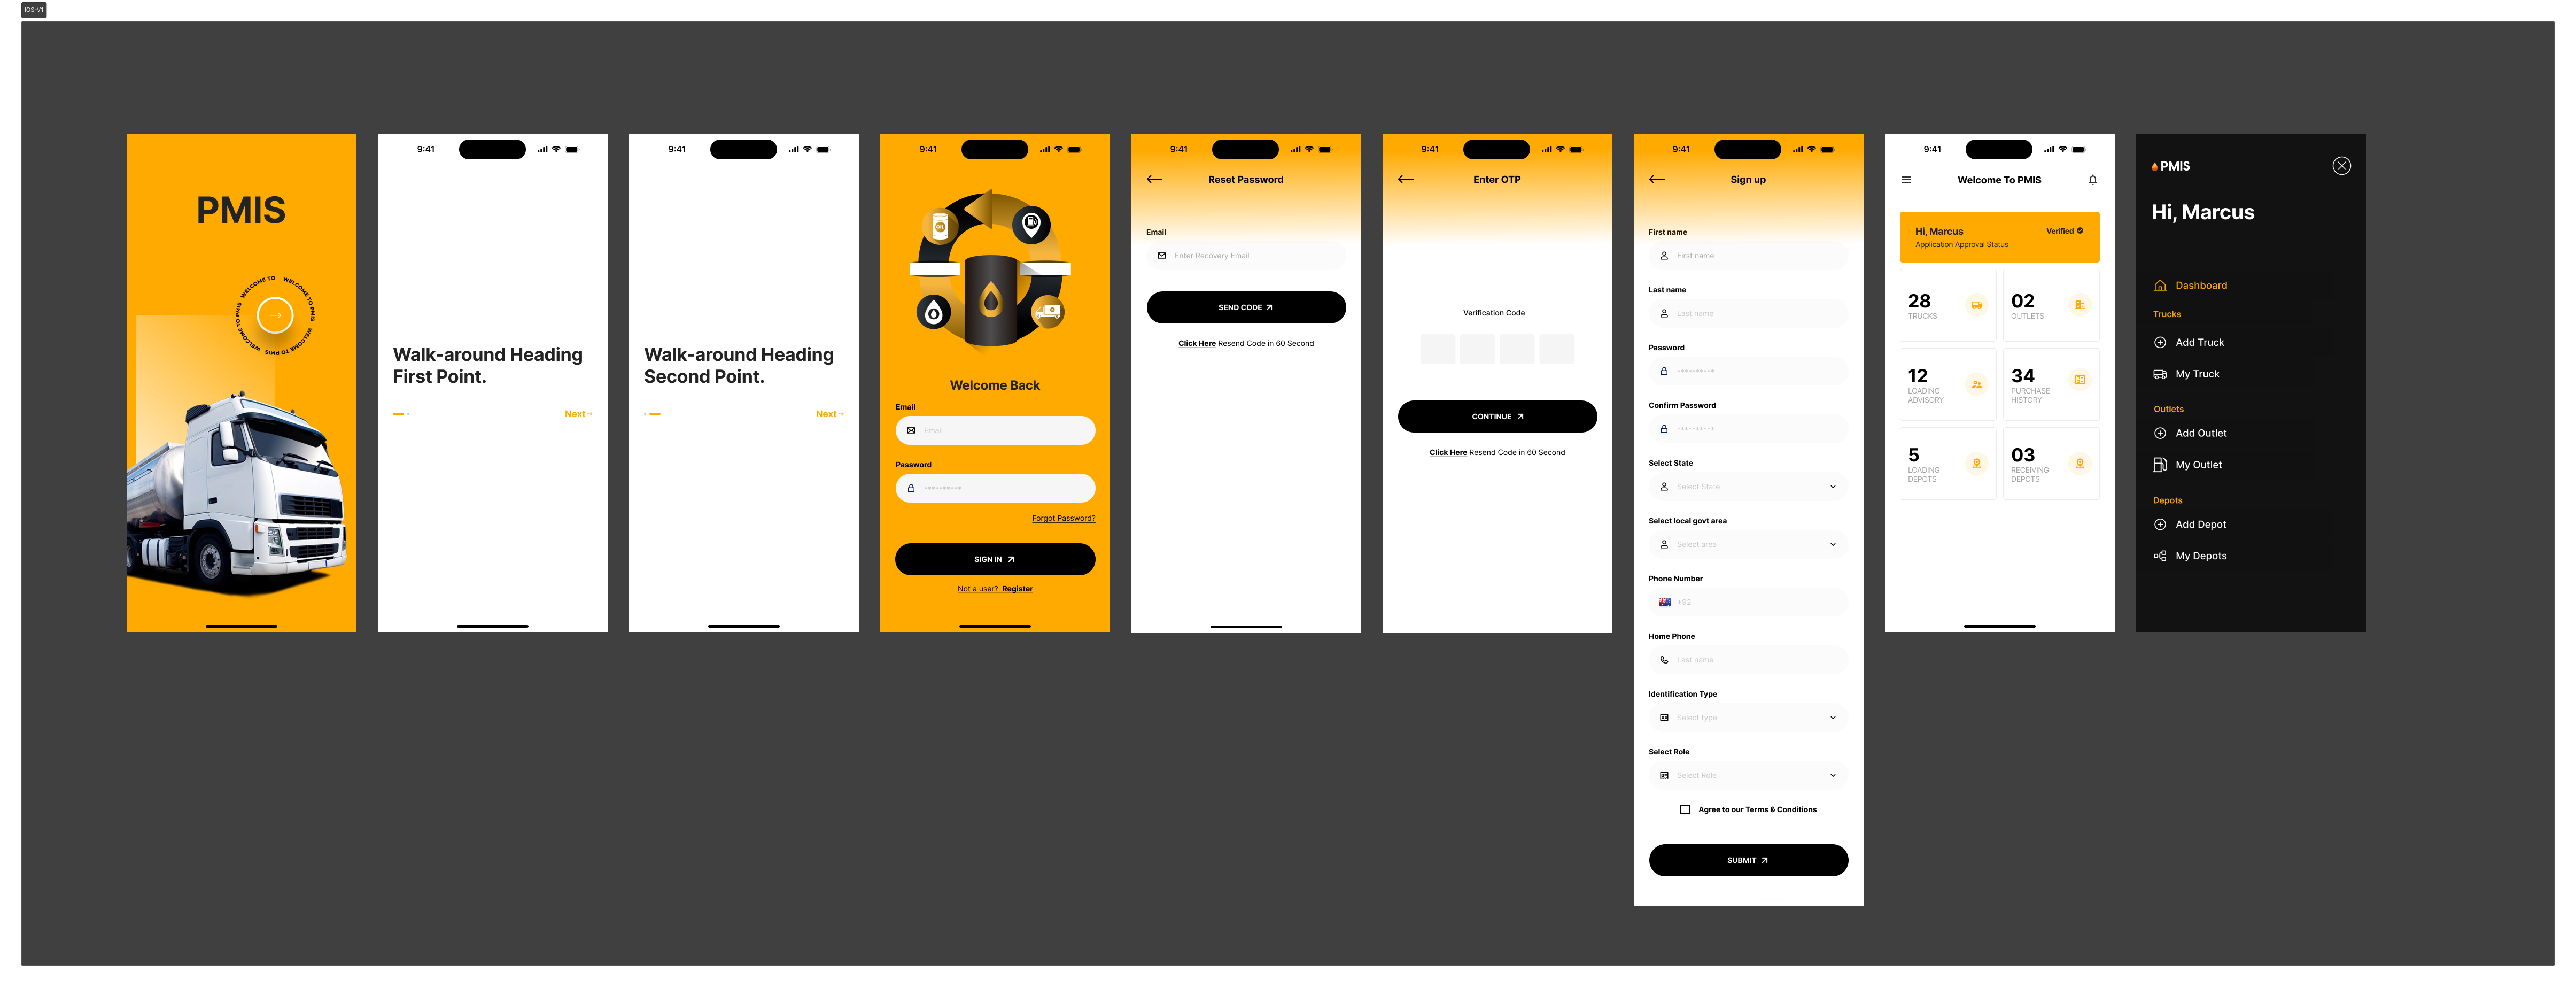 IOS-V1
PMIS
WELCOME TO PMIS WELCOME TO PMIS WELCOME TO PMIS WELCOME TO
9:41
Walk-around Heading
First Point.
Next
9:41
Walk-around Heading
Second Point.
Next
9:41
OIL
Welcome Back
Email
Email
Password
**********
Forgot Password?
SIGN IN
Not a user? Register
9:41
Reset Password
Email
Enter Recovery Email
SEND CODE
Click Here Resend Code in 60 Second
9:41
Enter OTP
Verification Code
CONTINUE
Click Here Resend Code in 60 Second
9:41
Sign up
First name
First name
Last name
Last name
Password
**********
Confirm Password
**********
Select State
Select State
Select local govt area
Select area
Phone Number
+92
Home Phone
Last name
Identification Type
Select type
Select Role
Select Role
Agree to our Terms & Conditions
SUBMIT
9:41
Welcome To PMIS
Hi, Marcus
Verified
Application Approval Status
28
TRUCKS
02
OUTLETS
12
LOADING
ADVISORY
34
PURCHASE
HISTORY
5
LOADING
DEPOTS
03
RECEIVING
DEPOTS
PMIS
Hi, Marcus
Dashboard
Trucks
Add Truck
My Truck
Outlets
Add Outlet
My Outlet
Depots
Add Depot
My Depots